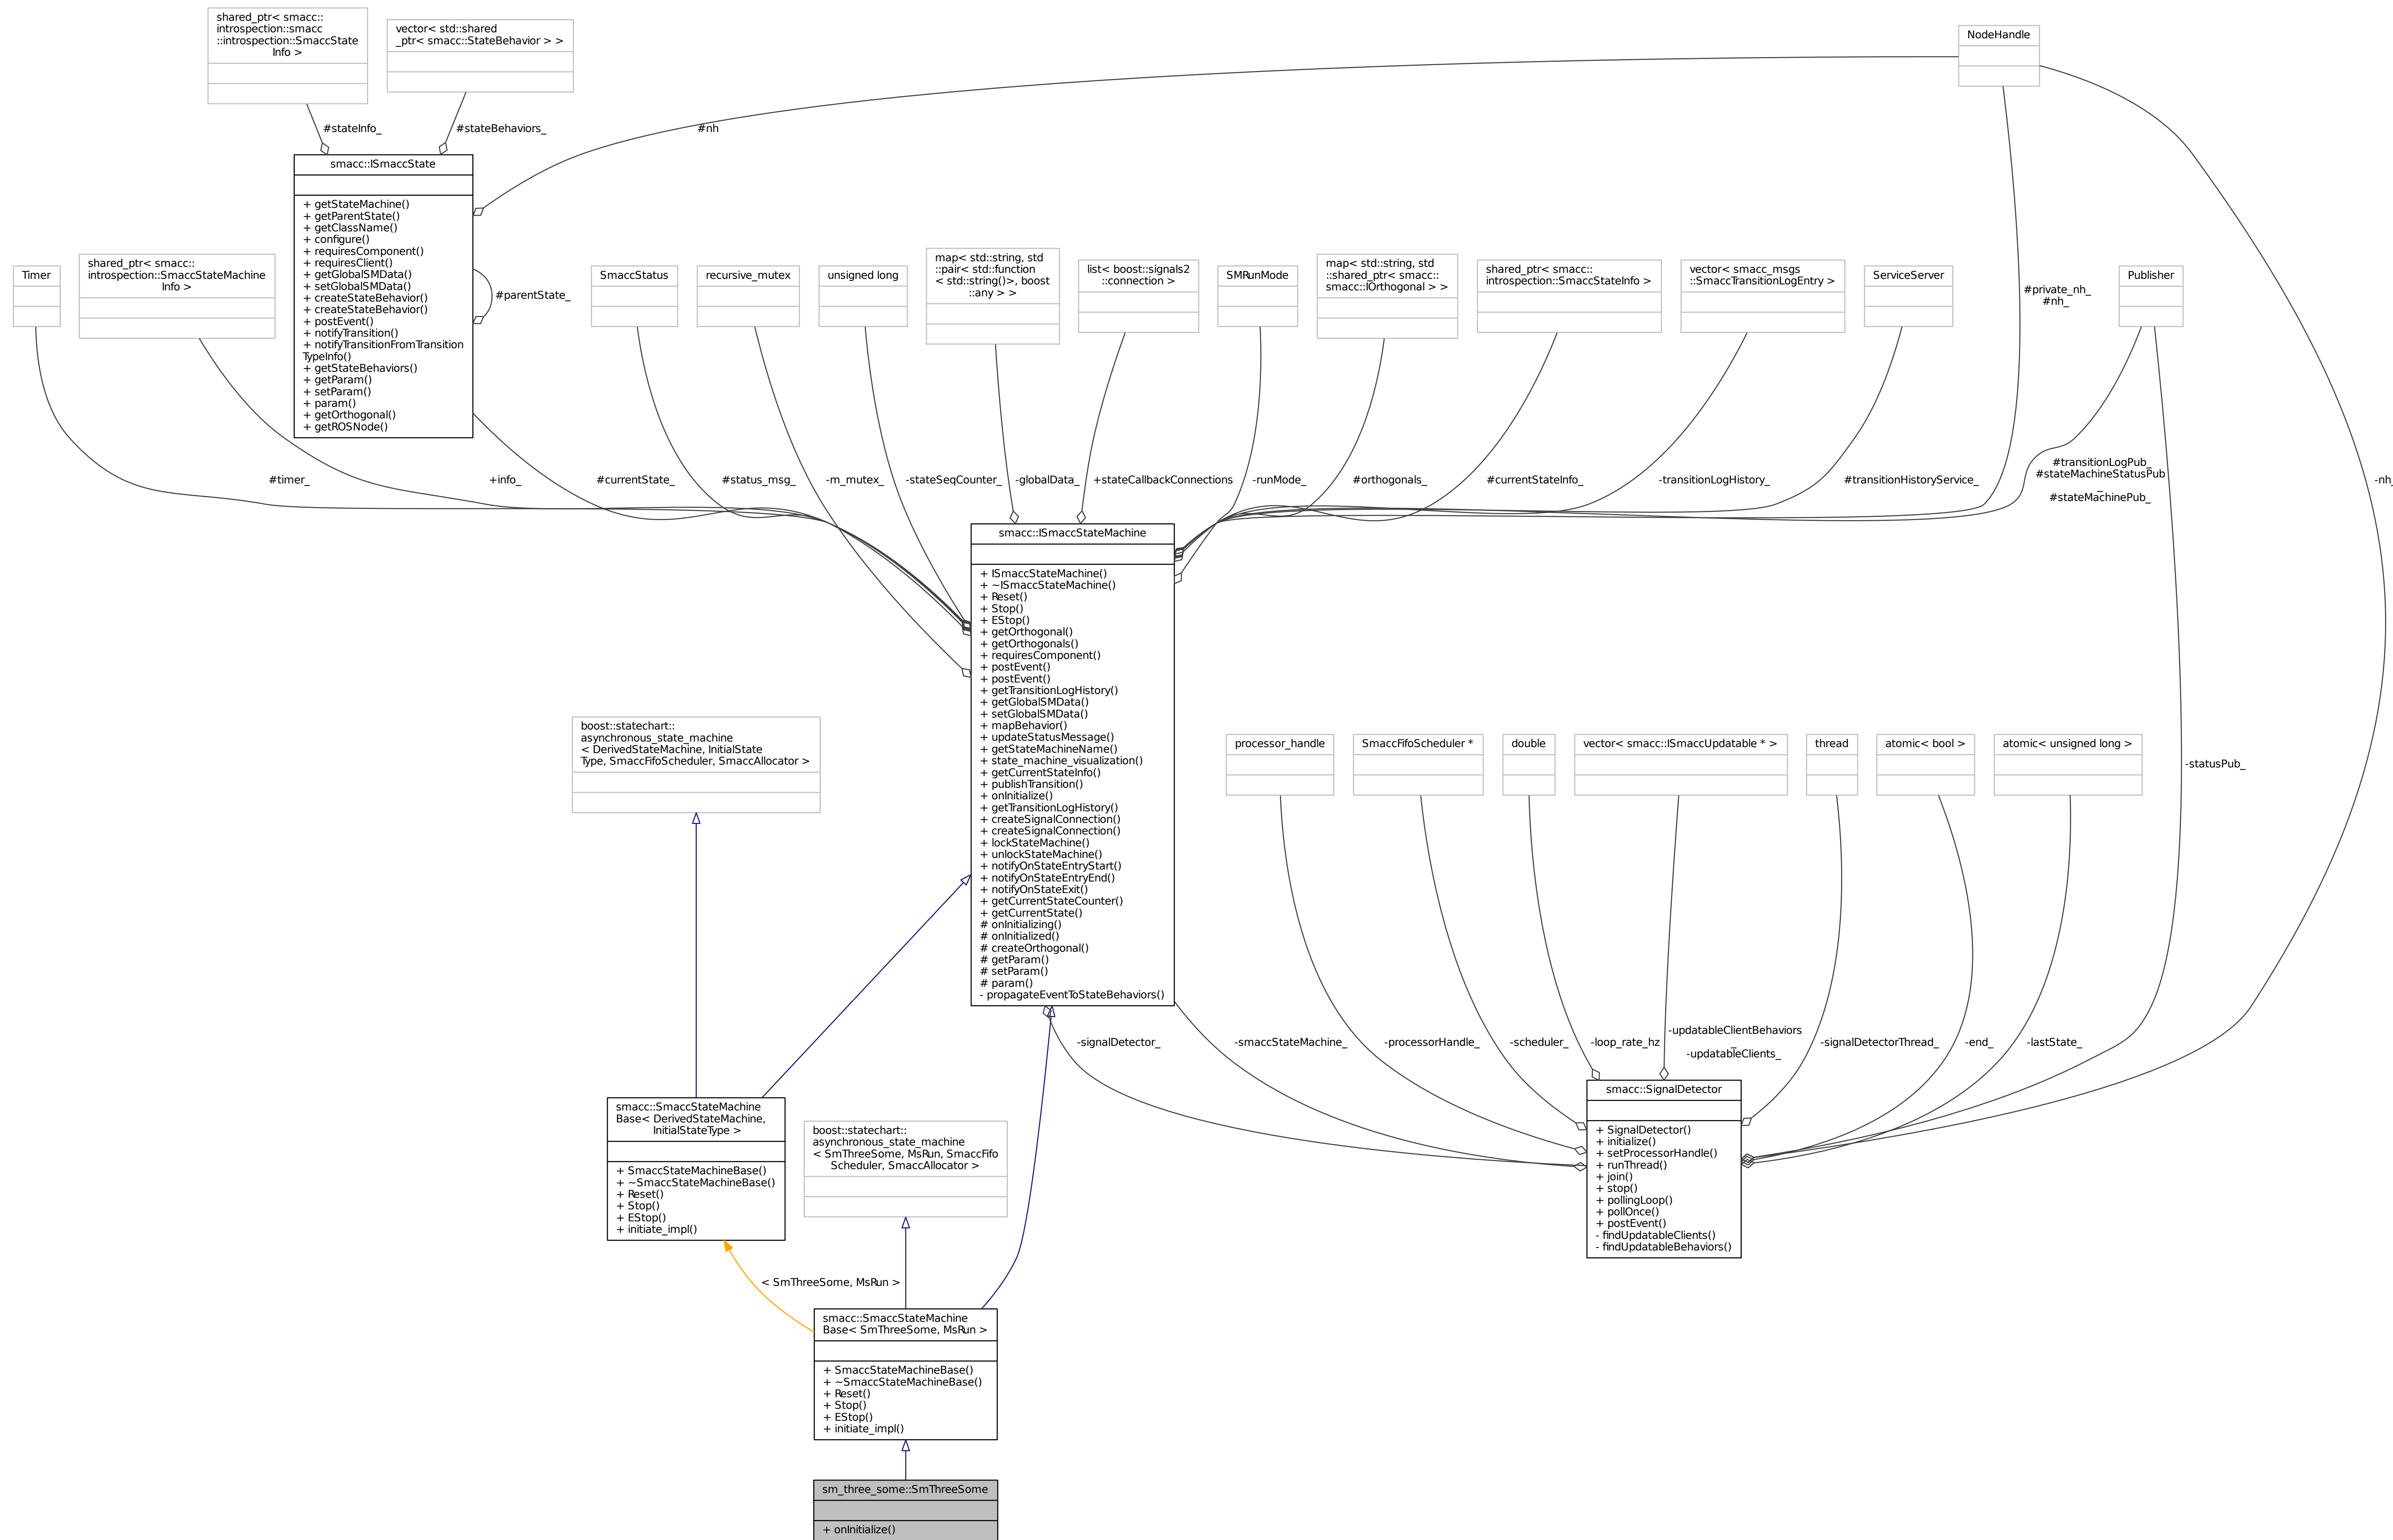 shared_ptr< smacc::
introspection::smacc
::introspection::SmaccState
Info >
vector< std::shared
_ptr< smacc::StateBehavior > >
NodeHandle
#stateInfo_
#stateBehaviors_
#nh
smacc::ISmaccState
+ getStateMachine()
+ getParentState()
+ getClassName()
+ configure()
+ requiresComponent()
+ requiresClient()
+ getGlobalSMData()
+ setGlobalSMData()
+ createStateBehavior()
+ createStateBehavior()
+ postEvent()
+ notifyTransition()
+ notifyTransitionFromTransition
TypeInfo()
+ getStateBehaviors()
+ getParam()
+ setParam()
+ param()
+ getOrthogonal()
+ getROSNode()
#parentState_
Timer
shared_ptr< smacc::
introspection::SmaccStateMachine
Info >
SmaccStatus
recursive_mutex
unsigned long
map< std::string, std
::pair< std::function
< std::string()>, boost
::any > >
list< boost::signals2
::connection >
SMRunMode
map< std::string, std
::shared_ptr< smacc::
smacc::IOrthogonal > >
shared_ptr< smacc::
introspection::SmaccStateInfo >
vector< smacc_msgs
::SmaccTransitionLogEntry >
ServiceServer
#private_nh_
#nh_
Publisher
#timer_
+info_
#currentState_
#status_msg_
-m_mutex_
-stateSeqCounter_
-globalData_
+stateCallbackConnections
-runMode_
#orthogonals_
#currentStateInfo_
-transitionLogHistory_
#transitionHistoryService_
#transitionLogPub_
#stateMachineStatusPub
_
#stateMachinePub_
-nh_
smacc::ISmaccStateMachine
+ ISmaccStateMachine()
+ ~ISmaccStateMachine()
+ Reset()
+ Stop()
+ EStop()
+ getOrthogonal()
+ getOrthogonals()
+ requiresComponent()
+ postEvent()
+ postEvent()
+ getTransitionLogHistory()
+ getGlobalSMData()
+ setGlobalSMData()
+ mapBehavior()
+ updateStatusMessage()
+ getStateMachineName()
+ state_machine_visualization()
+ getCurrentStateInfo()
+ publishTransition()
+ onInitialize()
+ getTransitionLogHistory()
+ createSignalConnection()
+ createSignalConnection()
+ lockStateMachine()
+ unlockStateMachine()
+ notifyOnStateEntryStart()
+ notifyOnStateEntryEnd()
+ notifyOnStateExit()
+ getCurrentStateCounter()
+ getCurrentState()
# onInitializing()
# onInitialized()
# createOrthogonal()
# getParam()
# setParam()
# param()
- propagateEventToStateBehaviors()
boost::statechart::
asynchronous_state_machine
< DerivedStateMachine, InitialState
Type, SmaccFifoScheduler, SmaccAllocator >
processor_handle
SmaccFifoScheduler *
double
vector< smacc::ISmaccUpdatable * >
thread
atomic< bool >
atomic< unsigned long >
-statusPub_
-signalDetector_
-smaccStateMachine_
-processorHandle_
-scheduler_
-loop_rate_hz
-updatableClientBehaviors
_
-updatableClients_
-signalDetectorThread_
-end_
-lastState_
smacc::SignalDetector
+ SignalDetector()
+ initialize()
+ setProcessorHandle()
+ runThread()
+ join()
+ stop()
+ pollingLoop()
+ pollOnce()
+ postEvent()
- findUpdatableClients()
- findUpdatableBehaviors()
smacc::SmaccStateMachine
Base< DerivedStateMachine,
InitialStateType >
+ SmaccStateMachineBase()
+ ~SmaccStateMachineBase()
+ Reset()
+ Stop()
+ EStop()
+ initiate_impl()
boost::statechart::
asynchronous_state_machine
< SmThreeSome, MsRun, SmaccFifo
Scheduler, SmaccAllocator >
< SmThreeSome, MsRun >
smacc::SmaccStateMachine
Base< SmThreeSome, MsRun >
+ SmaccStateMachineBase()
+ ~SmaccStateMachineBase()
+ Reset()
+ Stop()
+ EStop()
+ initiate_impl()
sm_three_some::SmThreeSome
+ onInitialize()